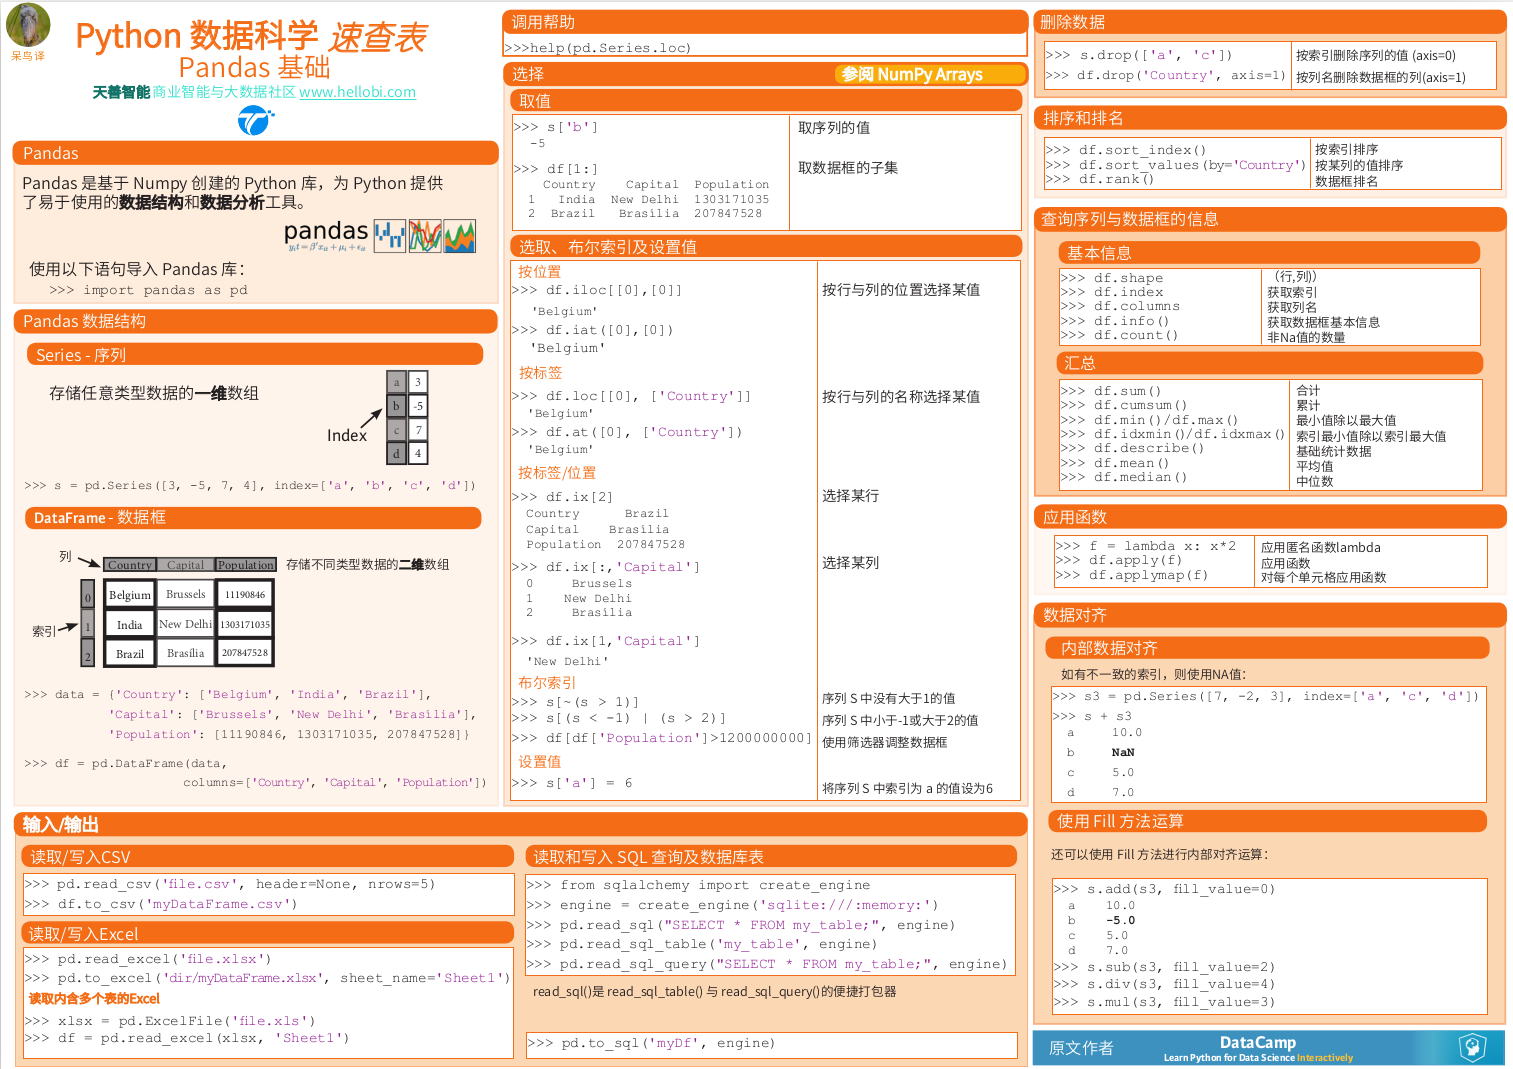 呆鸟译
Python 数据科学 速查表
Pandas 基础
天善智能 商业智能与大数据社区 www.hellobi.com
Pandas
Pandas 是基于 Numpy 创建的 Python 库，为 Python 提供
了易于使用的数据结构和数据分析工具。
pandas
使用以下语句导入 Pandas 库：
>>> import pandas as pd
Pandas 数据结构
Series - 序列
存储任意类型数据的一维数组
a 3
b -5
c 7
d 4
Index
>>> s = pd.Series([3, -5, 7, 4], index=['a', 'b', 'c', 'd'])
DataFrame - 数据框
列
Country Capital Population
存储不同类型数据的二维数组
0 Belgium Brussels 11190846
索引
1 India New Delhi 1303171035
2 Brazil Brasília 207847528
>>> data = {'Country': ['Belgium', 'India', 'Brazil'],
'Capital': ['Brussels', 'New Delhi', 'Brasília'],
'Population': [11190846, 1303171035, 207847528]}
>>> df = pd.DataFrame(data,
columns=['Country', 'Capital', 'Population'])
调用帮助
>>>help(pd.Series.loc)
选择 参阅 NumPy Arrays
取值
>>> s['b'] 取序列的值
-5
>>> df[1:] 取数据框的子集
Country Capital Population
1 India New Delhi 1303171035
2 Brazil Brasília 207847528
选取、布尔索引及设置值
按位置
>>> df.iloc[[0],[0]] 按行与列的位置选择某值
'Belgium'
>>> df.iat([0],[0])
'Belgium'
按标签
>>> df.loc[[0], ['Country']] 按行与列的名称选择某值
'Belgium'
>>> df.at([0], ['Country'])
'Belgium'
按标签/位置
>>> df.ix[2] 选择某行
Country Brazil
Capital Brasília
Population 207847528
>>> df.ix[:,'Capital'] 选择某列
0 Brussels
1 New Delhi
2 Brasília
>>> df.ix[1,'Capital']
'New Delhi'
布尔索引
>>> s[~(s > 1)] 序列 S 中没有大于1的值
>>> s[(s < -1) | (s > 2)] 序列 S 中小于-1或大于2的值
>>> df[df['Population']>1200000000] 使用筛选器调整数据框
设置值
>>> s['a'] = 6 将序列 S 中索引为 a 的值设为6
删除数据
>>> s.drop(['a', 'c']) 按索引删除序列的值 (axis=0)
>>> df.drop('Country', axis=1) 按列名删除数据框的列(axis=1)
排序和排名
>>> df.sort_index() 按索引排序
>>> df.sort_values(by='Country') 按某列的值排序
>>> df.rank() 数据框排名
查询序列与数据框的信息
基本信息
>>> df.shape （行,列)）
>>> df.index 获取索引
>>> df.columns 获取列名
>>> df.info() 获取数据框基本信息
>>> df.count() 非Na值的数量
汇总
>>> df.sum() 合计
>>> df.cumsum() 累计
>>> df.min()/df.max() 最小值除以最大值
>>> df.idxmin()/df.idxmax() 索引最小值除以索引最大值
>>> df.describe() 基础统计数据
>>> df.mean() 平均值
>>> df.median() 中位数
应用函数
>>> f = lambda x: x*2 应用匿名函数lambda
>>> df.apply(f) 应用函数
>>> df.applymap(f) 对每个单元格应用函数
数据对齐
内部数据对齐
如有不一致的索引，则使用NA值：
>>> s3 = pd.Series([7, -2, 3], index=['a', 'c', 'd'])
>>> s + s3
a 10.0
b NaN
c 5.0
d 7.0
使用 Fill 方法运算
还可以使用 Fill 方法进行内部对齐运算：
>>> s.add(s3, fill_value=0)
a 10.0
b -5.0
c 5.0
d 7.0
>>> s.sub(s3, fill_value=2)
>>> s.div(s3, fill_value=4)
>>> s.mul(s3, fill_value=3)
输入/输出
读取/写入CSV
>>> pd.read_csv('file.csv', header=None, nrows=5)
>>> df.to_csv('myDataFrame.csv')
读取/写入Excel
>>> pd.read_excel('file.xlsx')
>>> pd.to_excel('dir/myDataFrame.xlsx', sheet_name='Sheet1')
读取内含多个表的Excel
>>> xlsx = pd.ExcelFile('file.xls')
>>> df = pd.read_excel(xlsx, 'Sheet1')
读取和写入 SQL 查询及数据库表
>>> from sqlalchemy import create_engine
>>> engine = create_engine('sqlite:///:memory:')
>>> pd.read_sql("SELECT * FROM my_table;", engine)
>>> pd.read_sql_table('my_table', engine)
>>> pd.read_sql_query("SELECT * FROM my_table;", engine)
read_sql()是 read_sql_table() 与 read_sql_query()的便捷打包器
>>> pd.to_sql('myDf', engine)
原文作者
DataCamp
Learn Python for Data Science Interactively